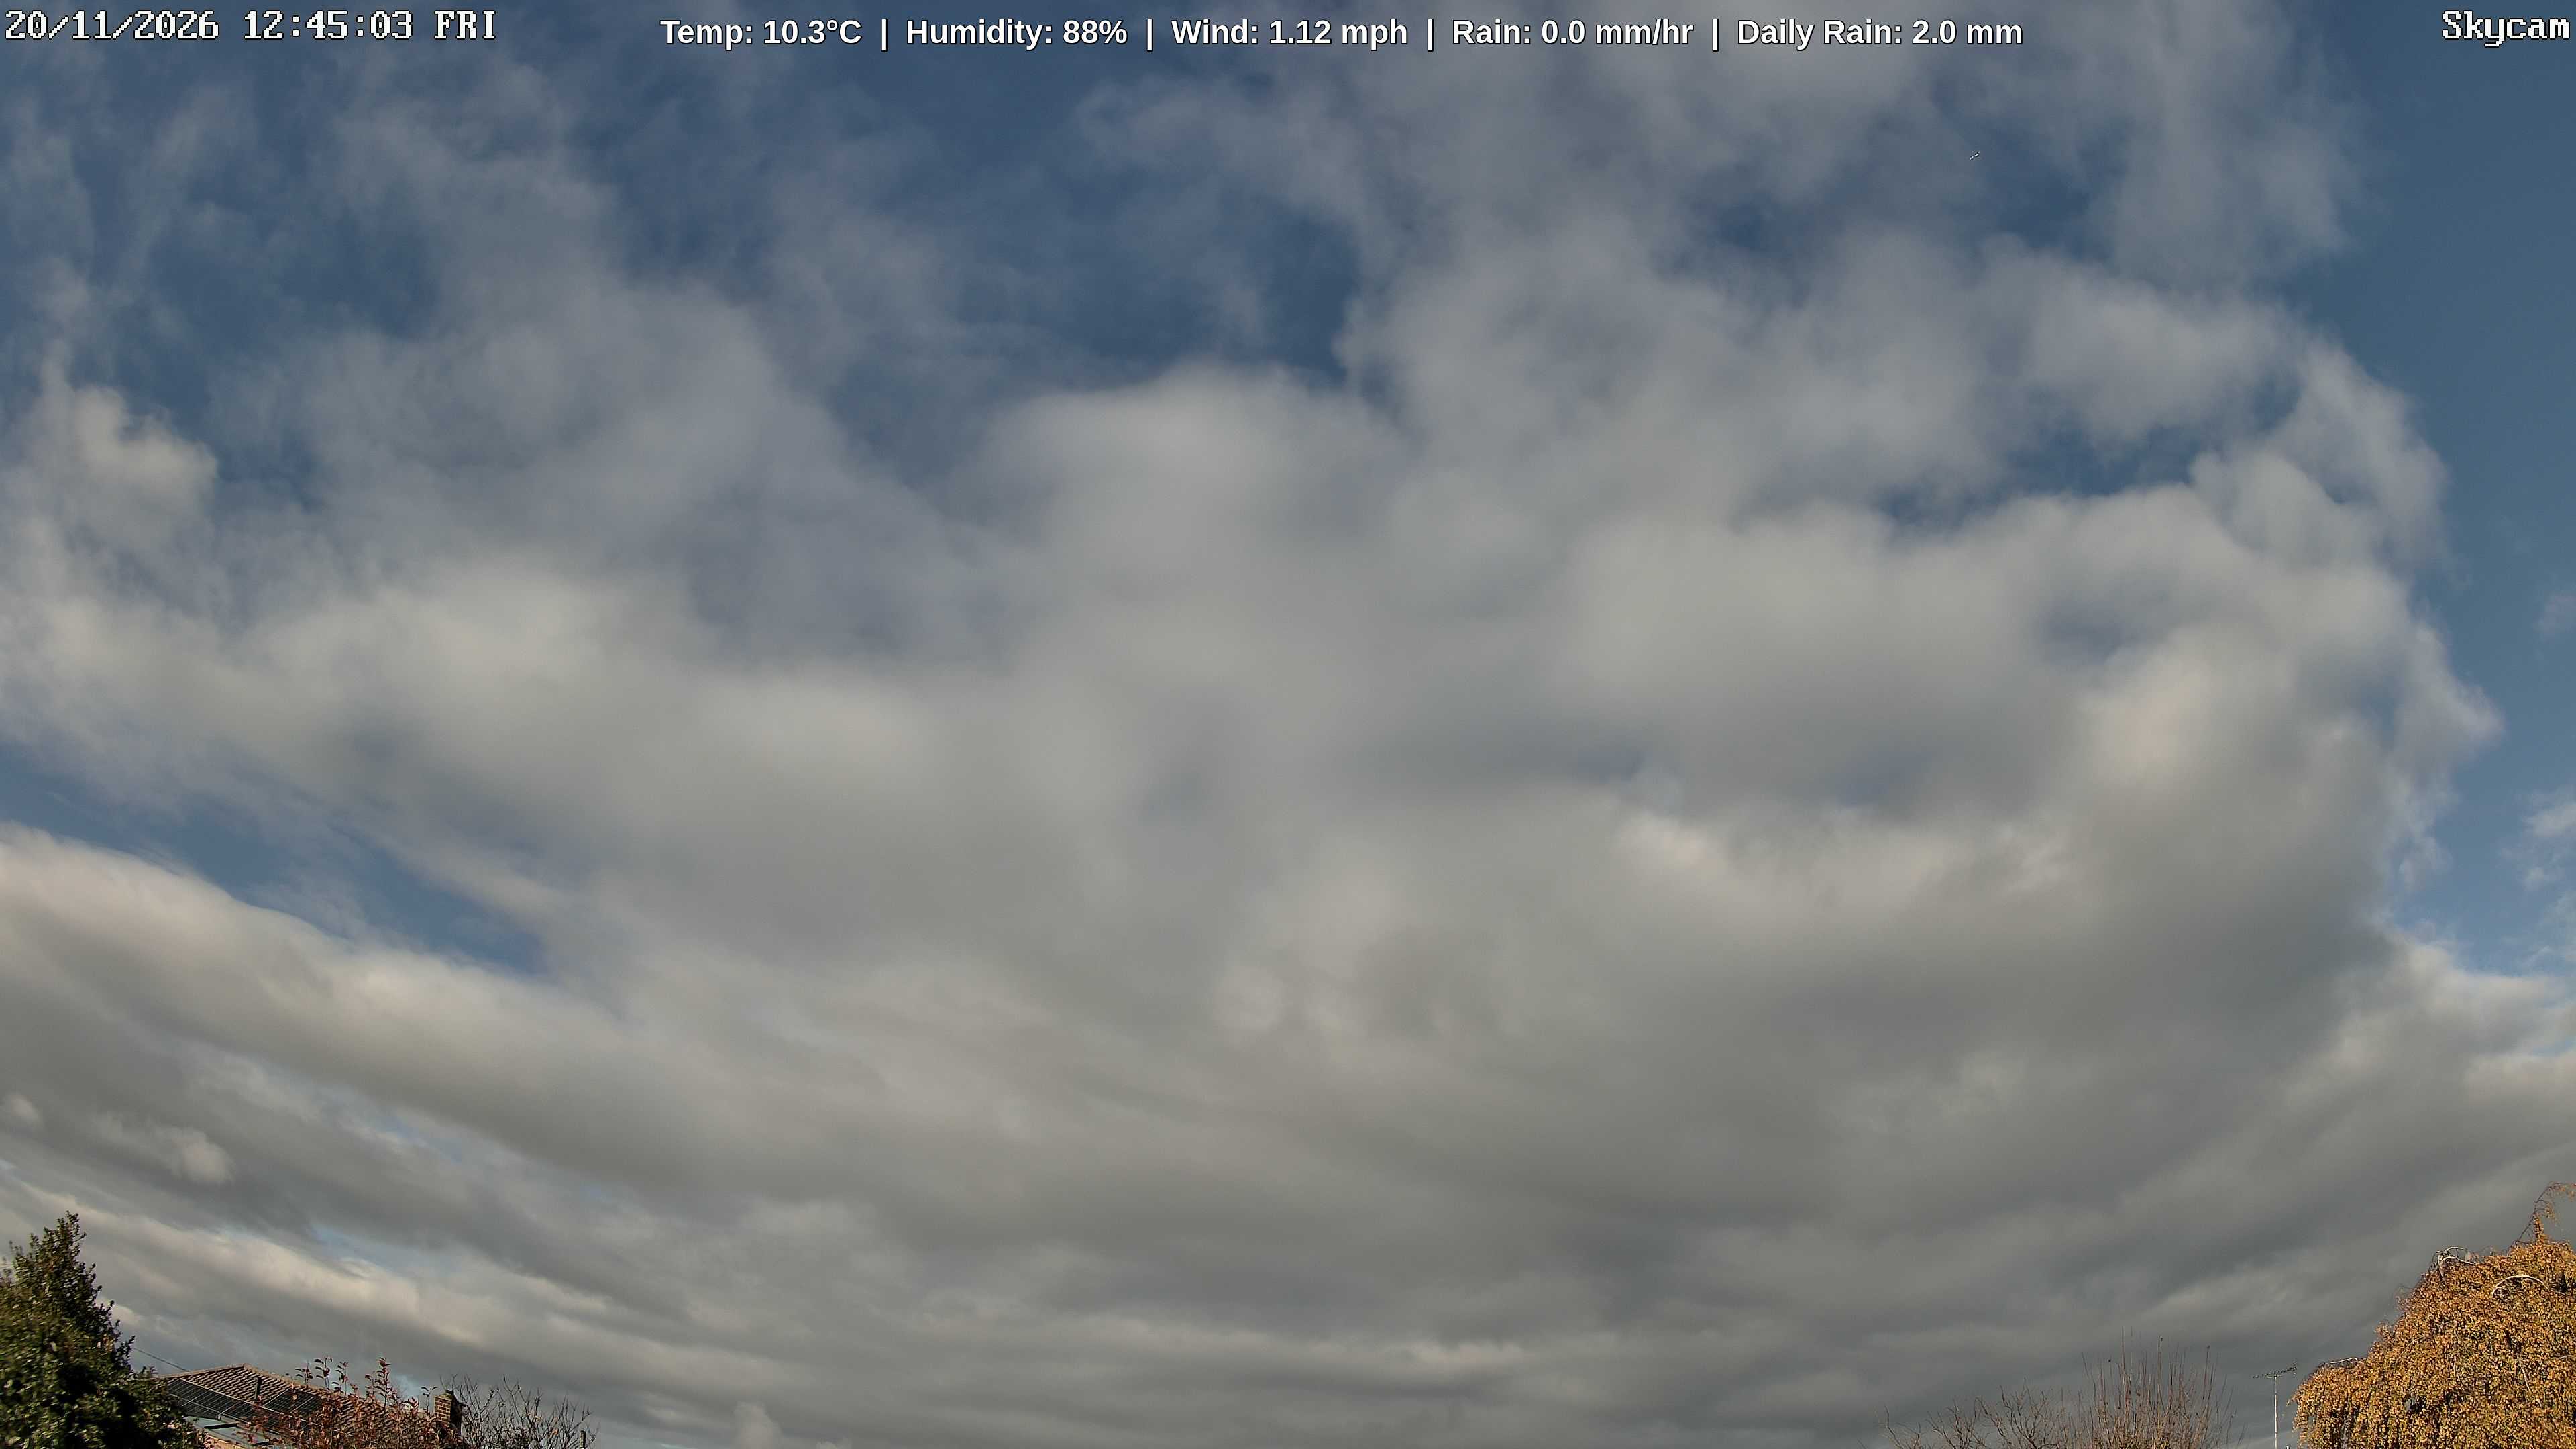 20/11/2026 12:45:03 FRI
Temp: 10.3°C | Humidity: 88% | Wind: 1.12 mph | Rain: 0.0 mm/hr | Daily Rain: 2.0 mm
Skycam